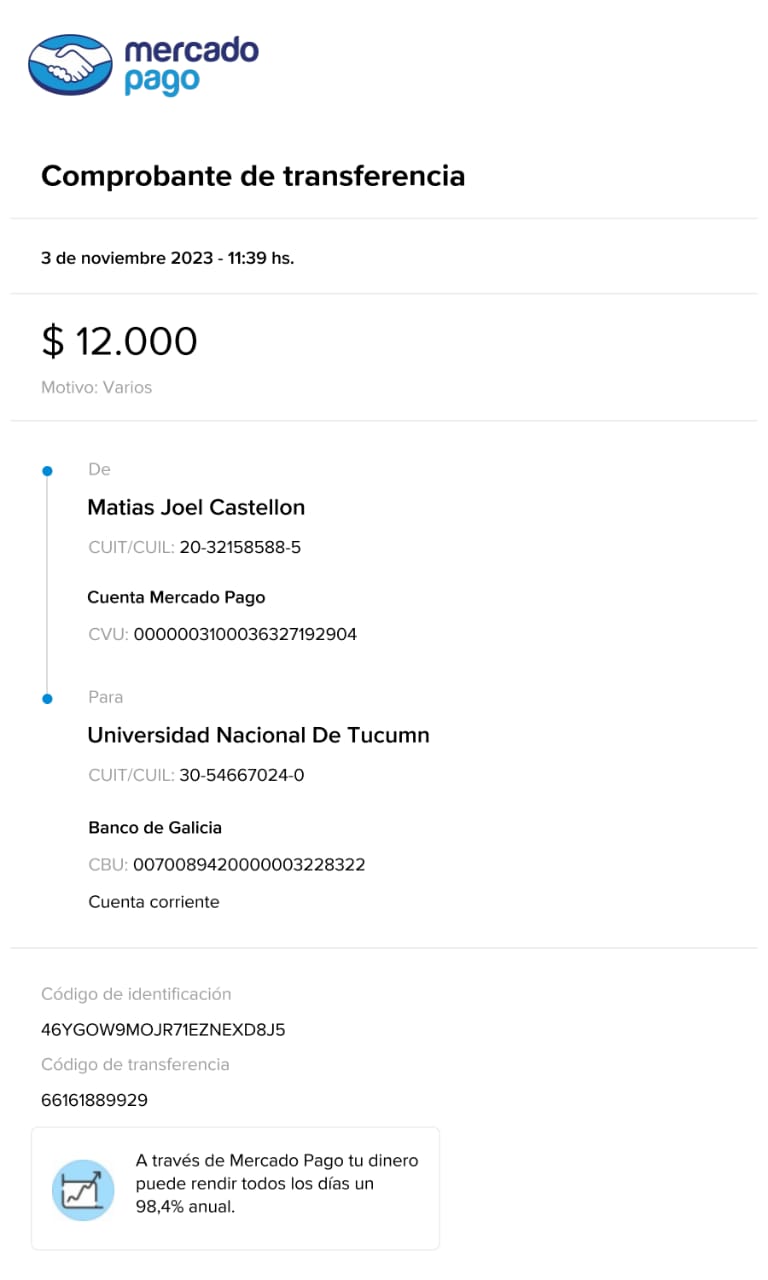 mercado
pago
Comprobante de transferencia
3 de noviembre 2023 - 11:39 hs.
$ 12.000
Motivo: Varios
De
Matias Joel Castellon
CUIT/CUIL: 20-32158588-5
Cuenta Mercado Pago
CVU: 0000003100036327192904
Para
Universidad Nacional De Tucumn
CUIT/CUIL: 30-54667024-0
Banco de Galicia
CBU: 0070089420000003228322
Cuenta corriente
Código de identificación
46YGOW9MOJR71EZNEXD8J5
Código de transferencia
66161889929
A través de Mercado Pago tu dinero
puede rendir todos los días un
98,4% anual.